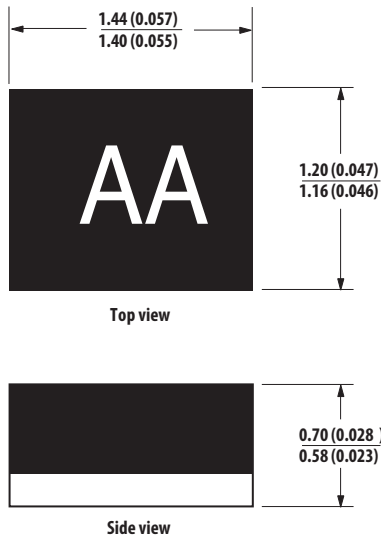 1.44 (0.057)
1.40 (0.055)
AA
1.20 (0.047)
1.16 (0.046)
Top view
0.70 (0.028 )
0.58 (0.023)
Side view